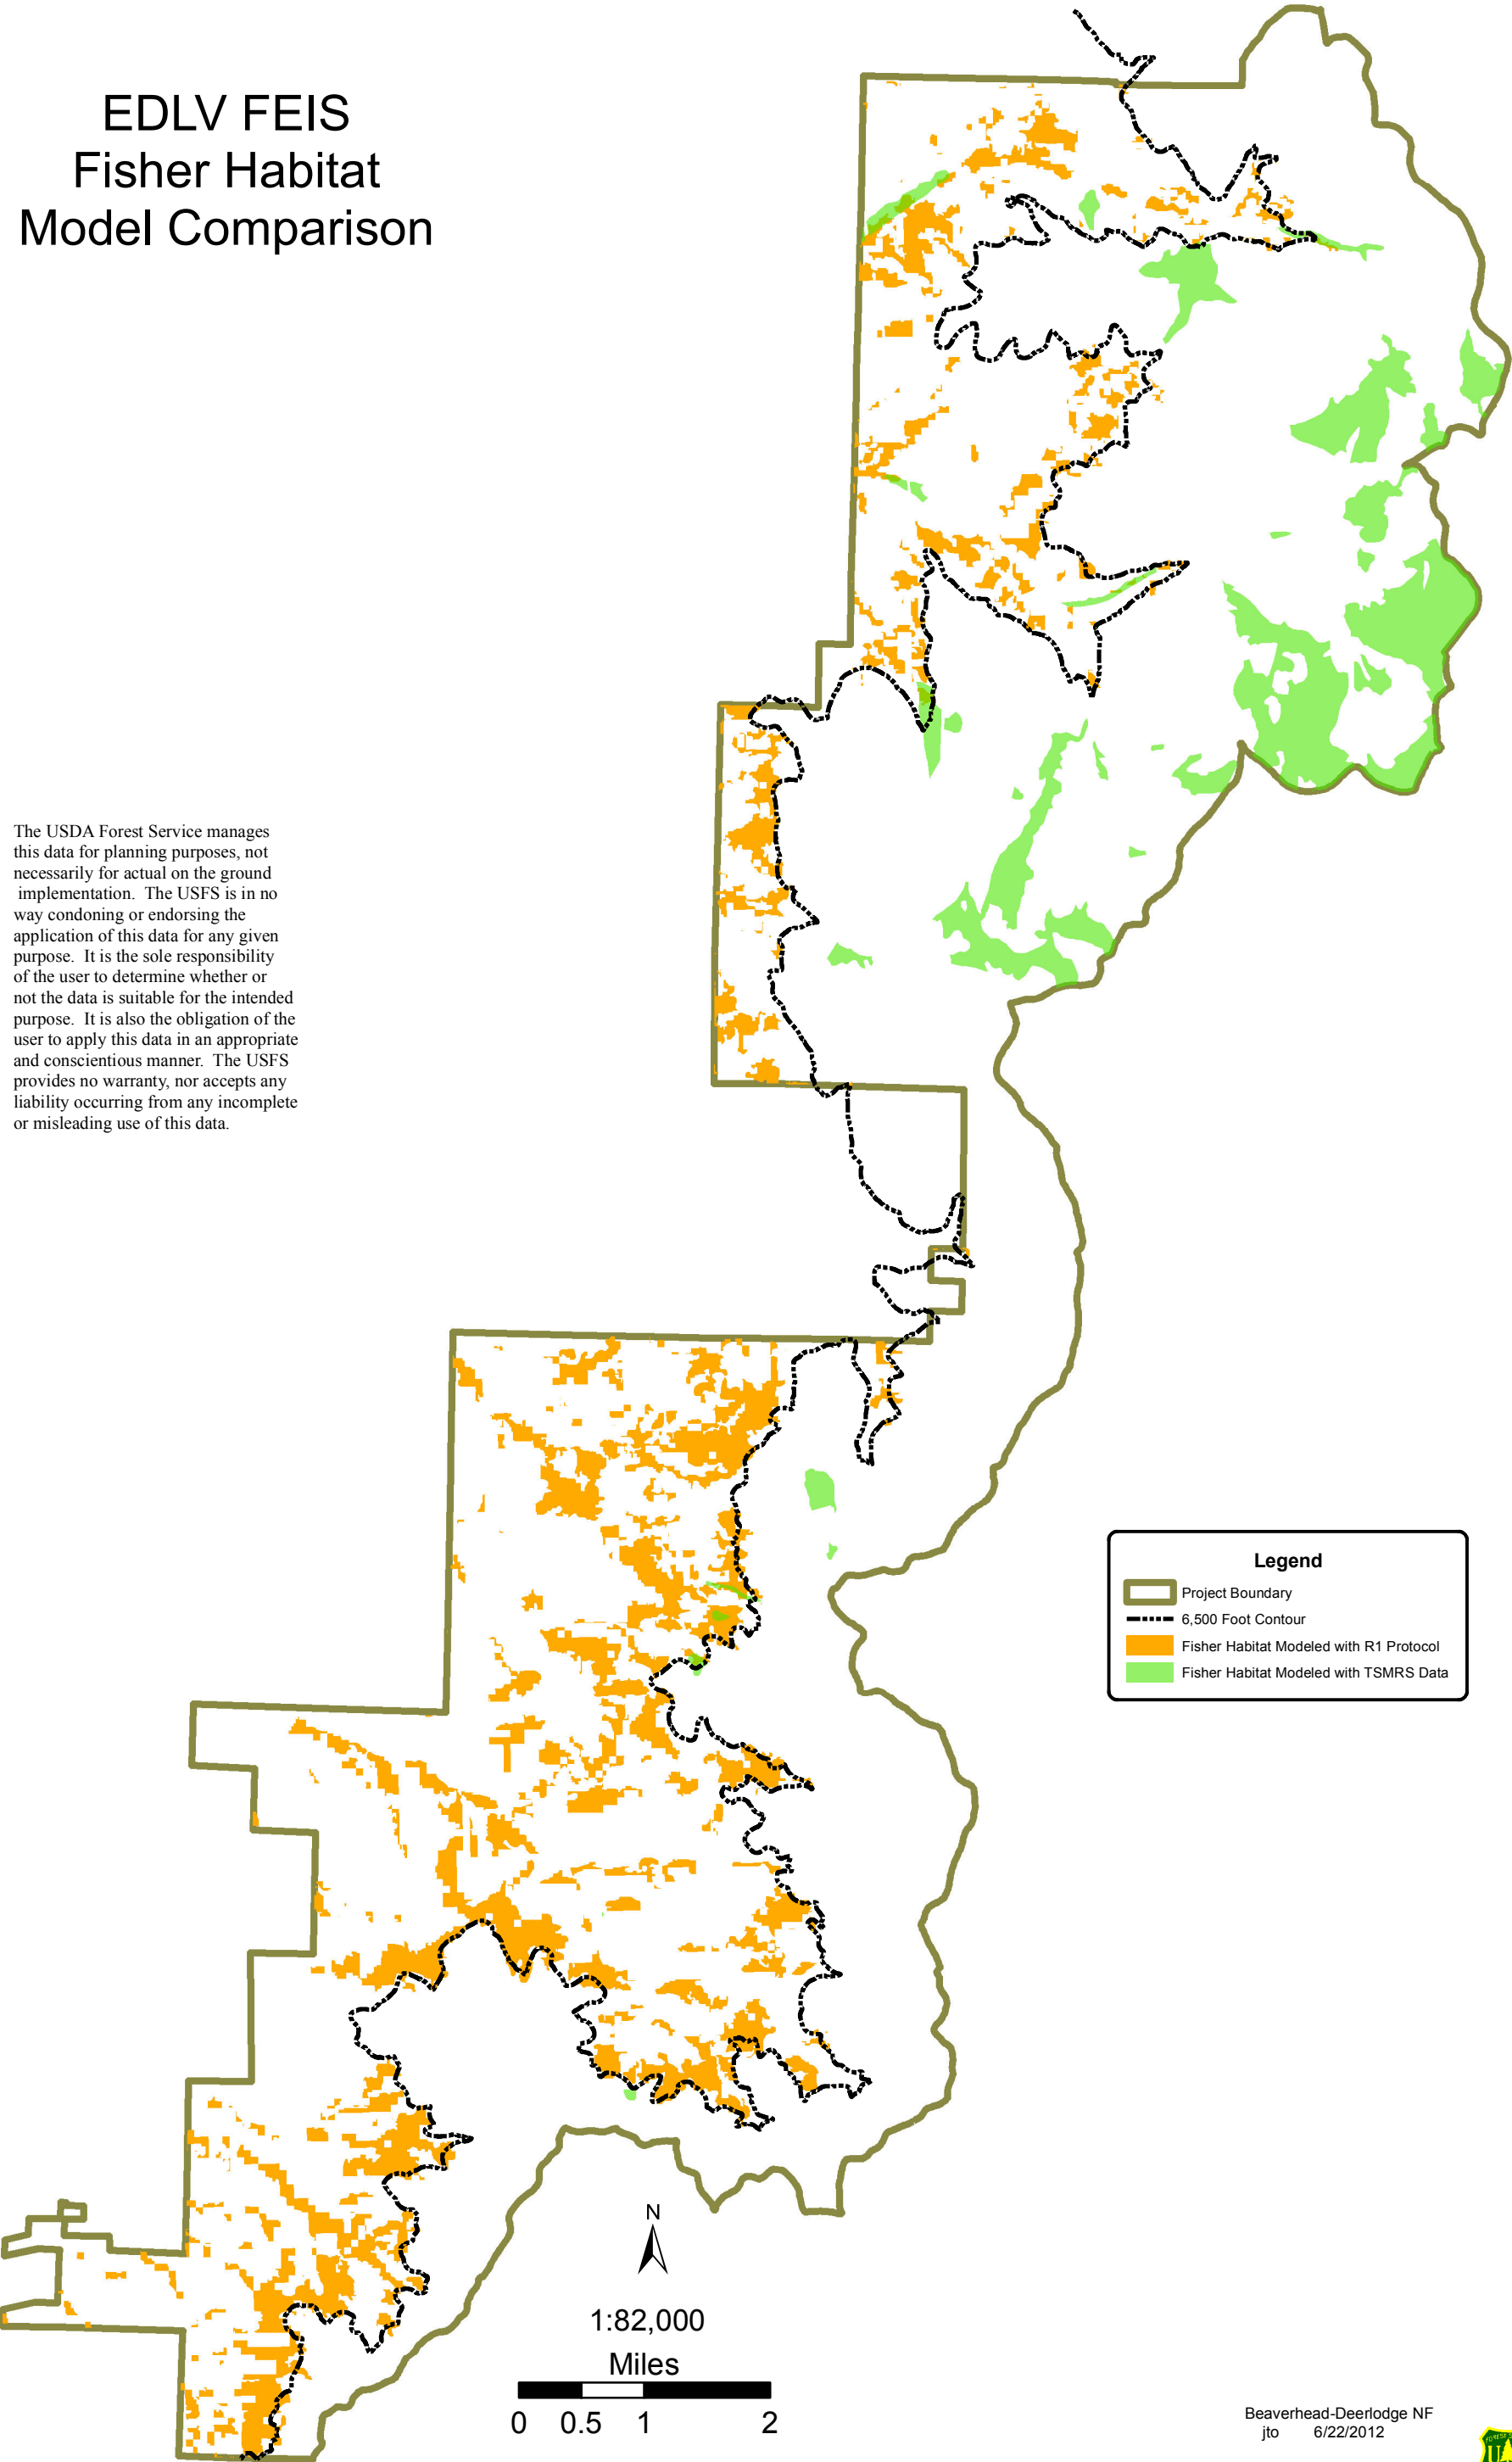 EDLV FEIS
Fisher Habitat
Model Comparison
The USDA Forest Service manages
this data for planning purposes, not
necessarily for actual on the ground
implementation. The USFS is in no
way condoning or endorsing the
application of this data for any given
purpose. It is the sole responsibility
of the user to determine whether or
not the data is suitable for the intended
purpose. It is also the obligation of the
user to apply this data in an appropriate
and conscientious manner. The USFS
provides no warranty, nor accepts any
liability occurring from any incomplete
or misleading use of this data.
Legend
Project Boundary
6,500 Foot Contour
Fisher Habitat Modeled with R1 Protocol
Fisher Habitat Modeled with TSMRS Data
N
1:82,000
Miles
0 0.5 1 2
Beaverhead-Deerlodge NF
jto 6/22/2012